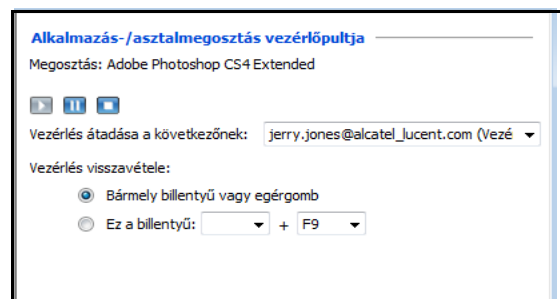 Alkalmazás-/asztalmegosztás vezérlőpultja
Megosztás: Adobe Photoshop CS4 Extended
Vezérlés átadása a következőnek: jerry.jones@alcatel_lucent.com (Vezé
Vezérlés visszavétele:
Bármely billentyű vagy egérgomb
Ez a billentyű: + F9